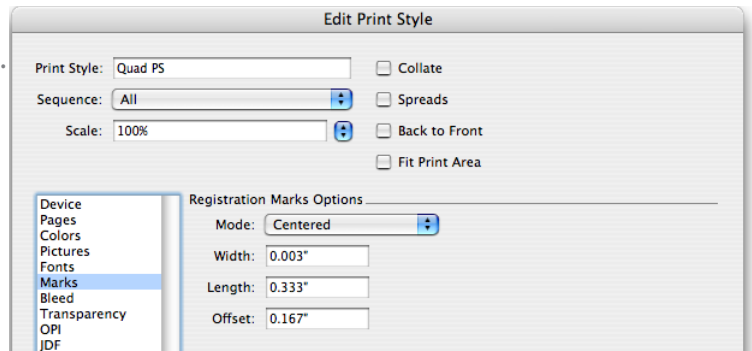 Edit Print Style
Print Style: Quad PS
Collate
Sequence: All
Spreads
Scale: 100%
Back to Front
Fit Print Area
Device
Pages
Colors
Pictures
Fonts
Marks
Bleed
Transparency
OPI
JDF
Registration Marks Options
Mode: Centered
Width: 0.003"
Length: 0.333"
Offset: 0.167"